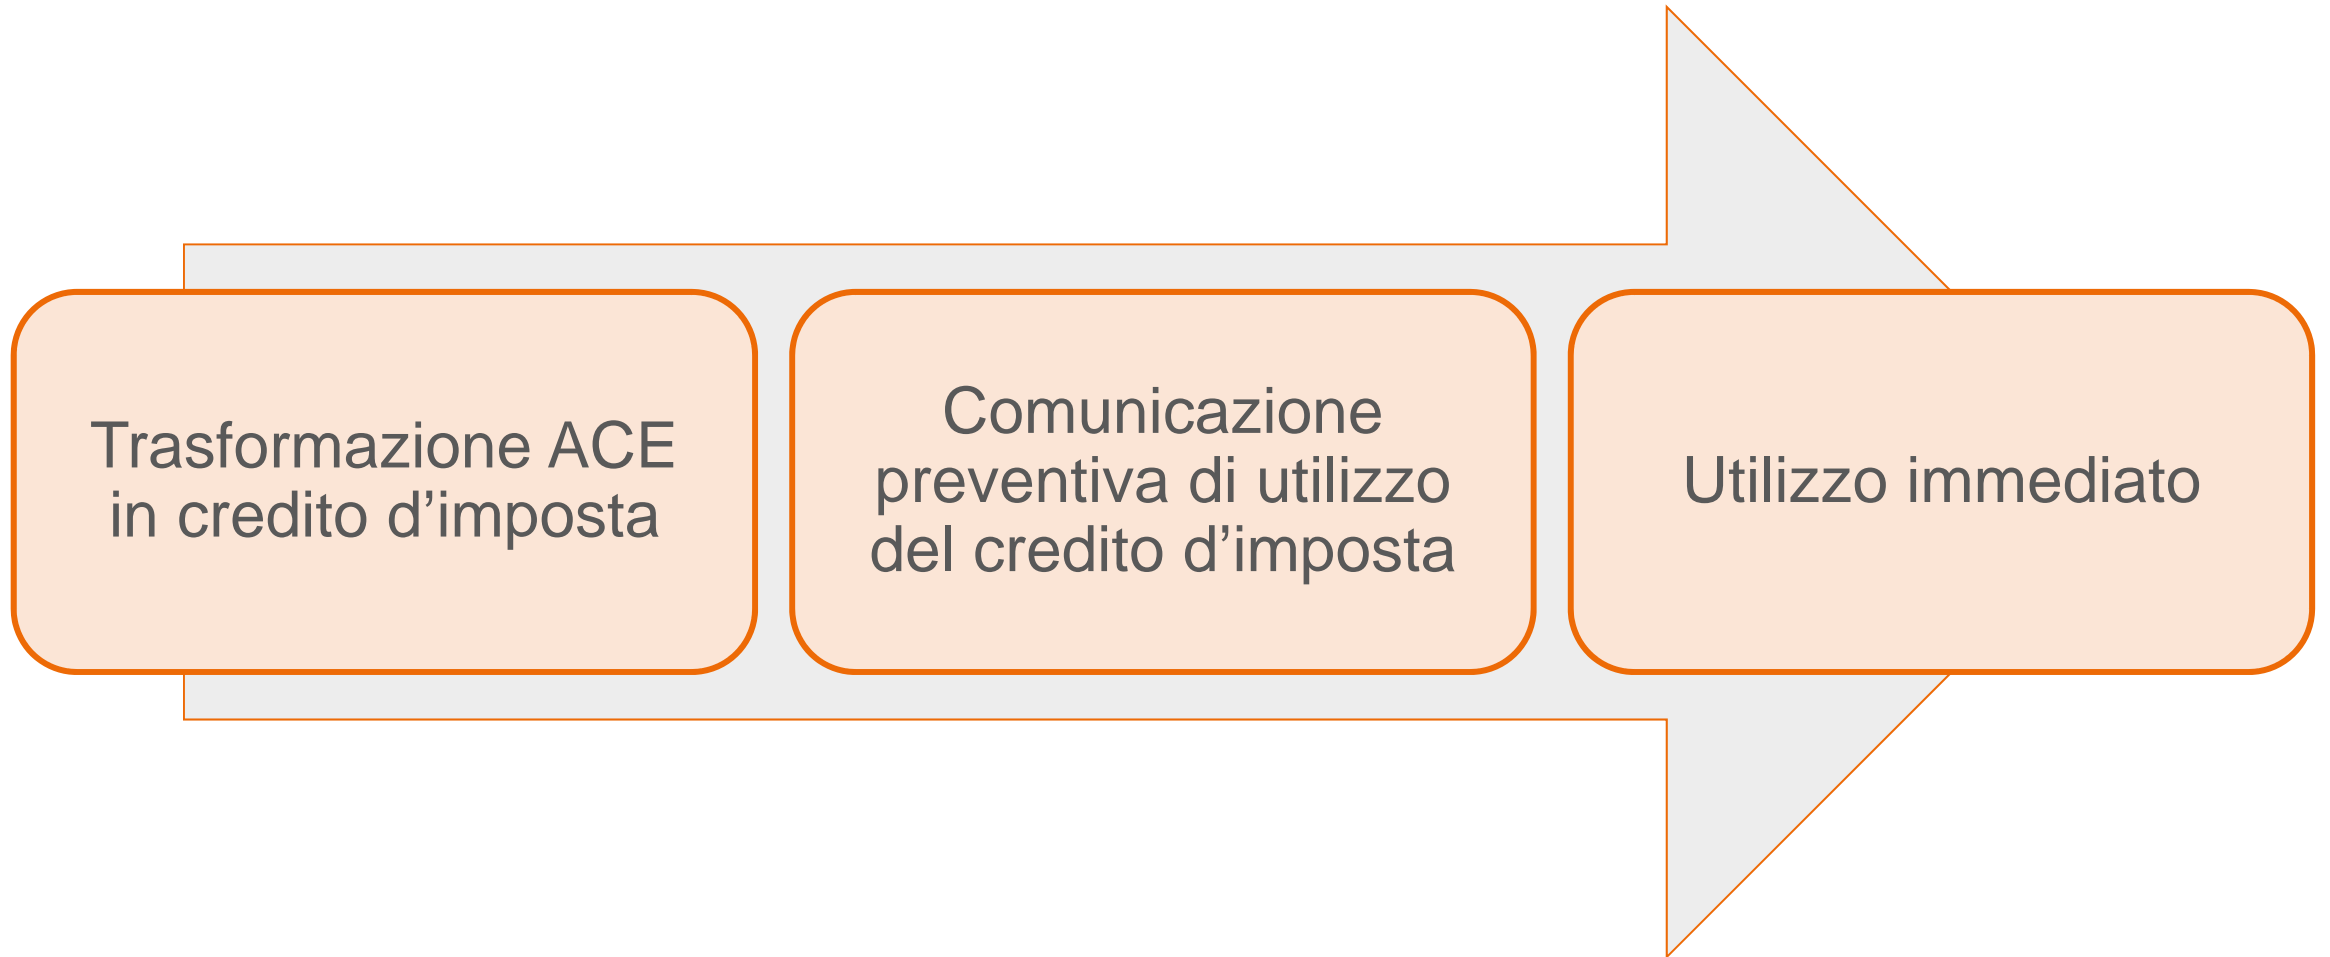 Trasformazione ACE
in credito d’imposta
Comunicazione
preventiva di utilizzo
del credito d’imposta
Utilizzo immediato